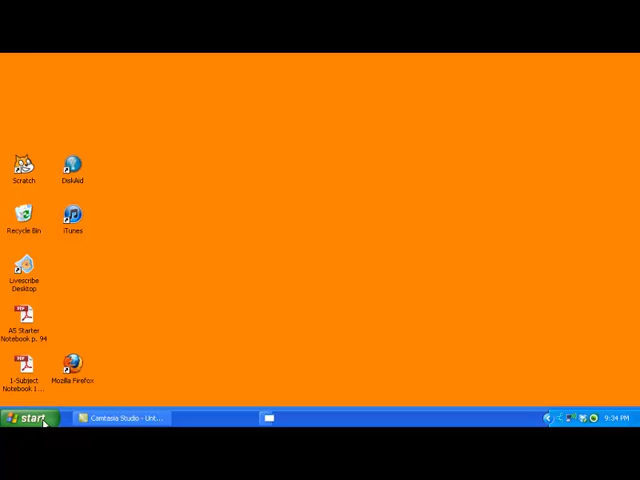 Scratch
DiskAid
Recycle Bin
iTunes
Livescribe
Desktop
A5 Starter
Notebook p. 94
1-Subject
Notebook 1 ...
Mozilla Firefox
start
Camtasia Studio - Unt...
9:34 PM